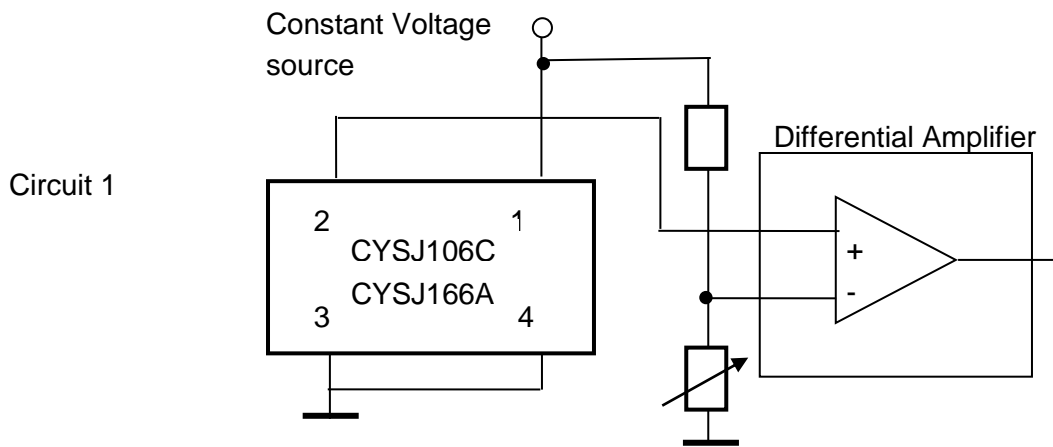 Constant Voltage
source
Differential Amplifier
Circuit 1
2 1
CYSJ106C
CYSJ166A
3 4
+
-